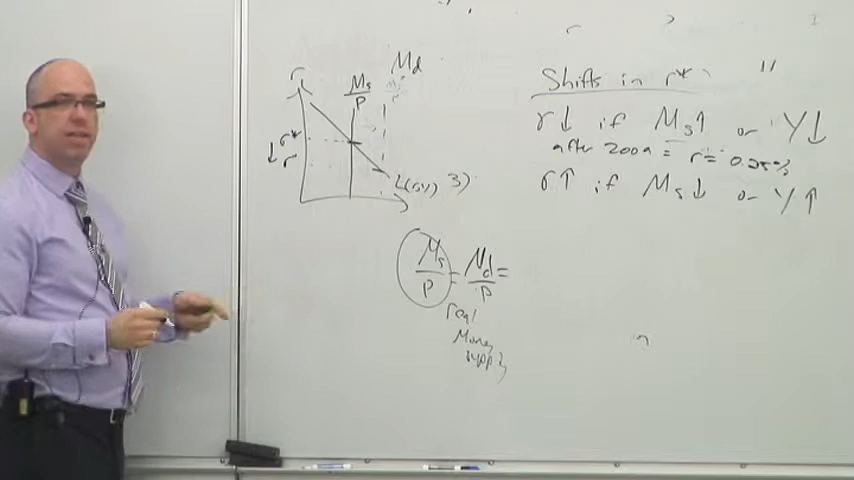 Md
r
Ms
P
r*
r'
L(r,Y)
Ms
P
=
Md
P
=
real
Money
supply
Shifts in r*
r↓ if Ms↑ or Y↓
after 2009 = r = 0.25%
r↑ if Ms↓ or Y↑